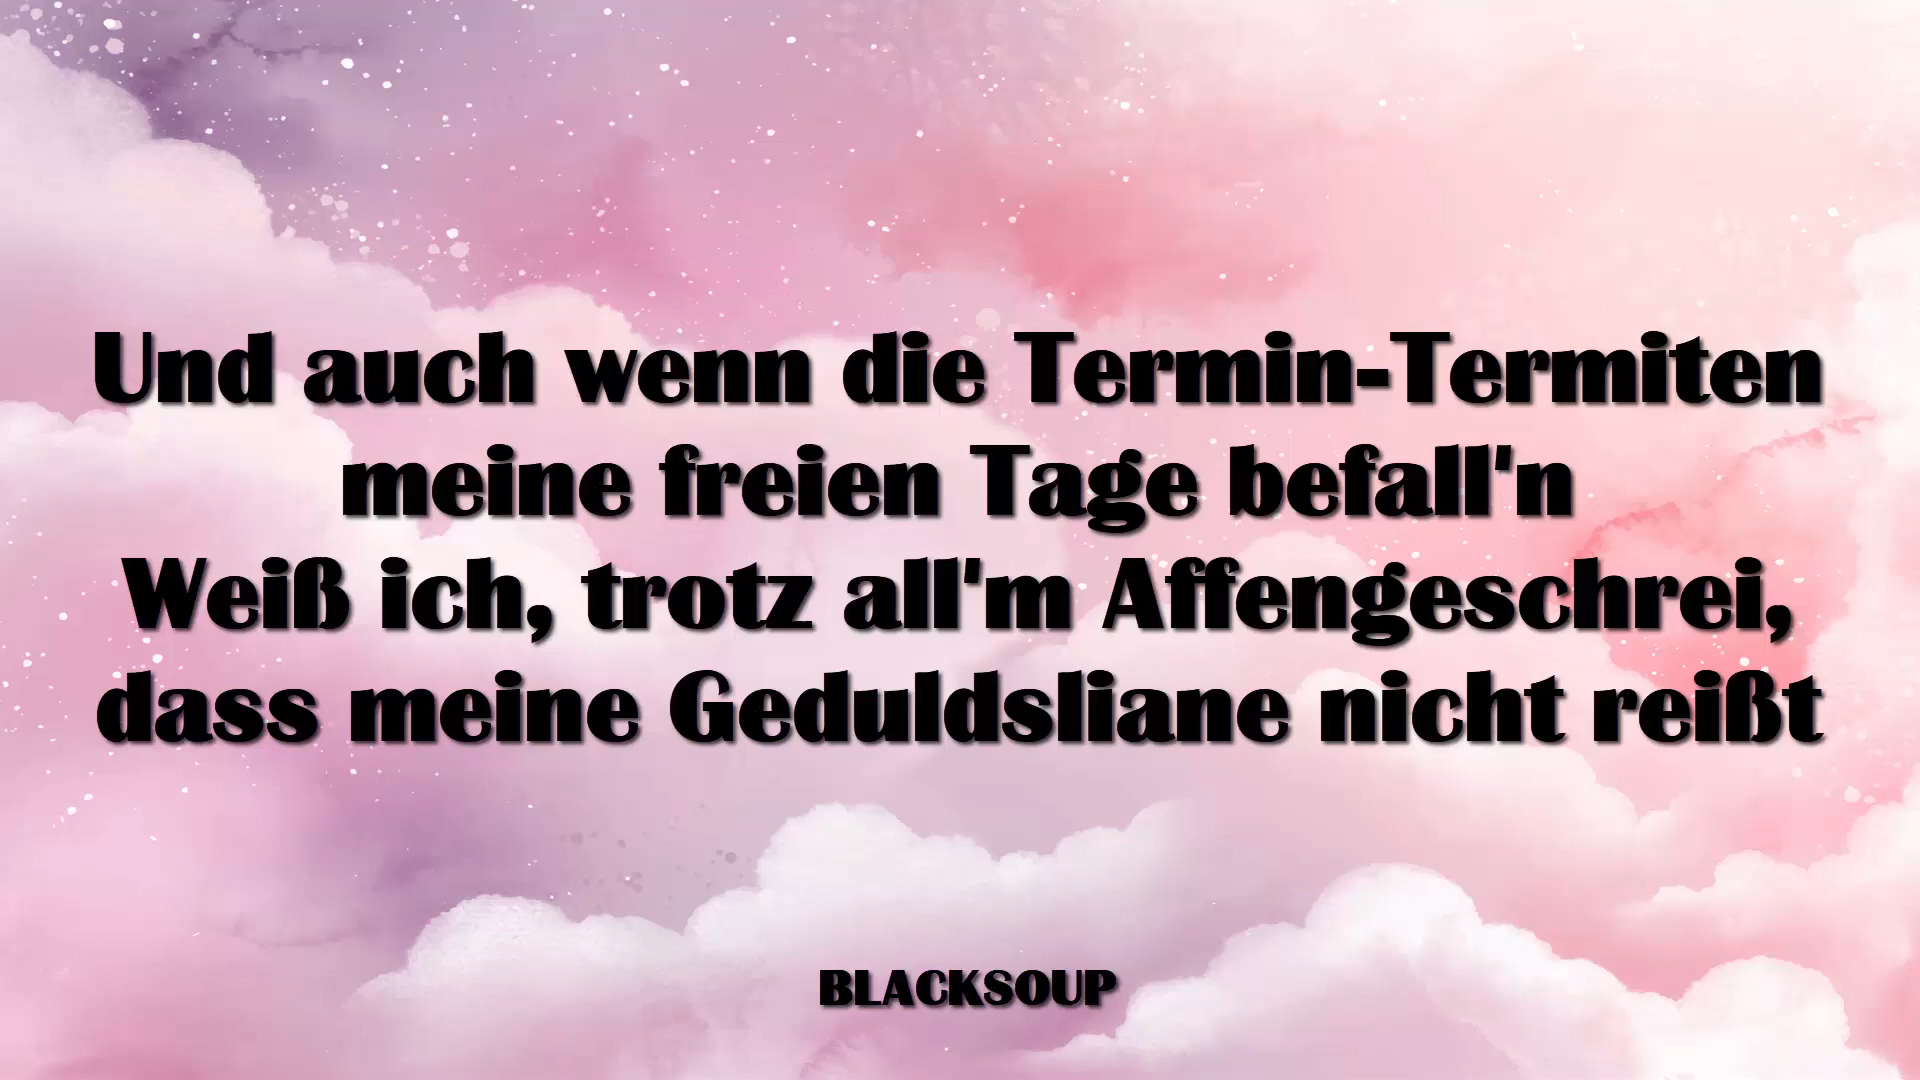 Und auch wenn die Termin-Termiten
meine freien Tage befall'n
Weiß ich, trotz all'm Affengeschrei,
dass meine Geduldsliane nicht reißt
BLACKSOUP